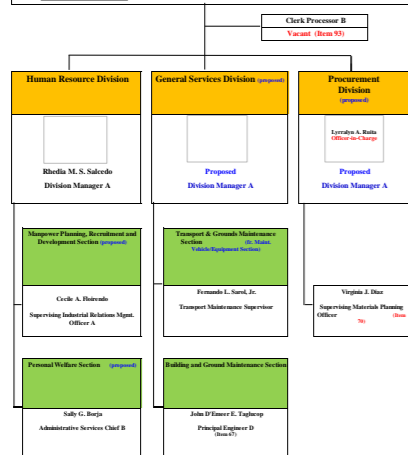 Clerk Processor B
Vacant (Item 93)
Human Resource Division
Rhedia M. S. Salcedo
Division Manager A
General Services Division (proposed)
Proposed
Division Manager A
Procurement
Division
(proposed)
Lyrralyn A. Ruita
Officer-in-Charge
Proposed
Division Manager A
Manpower Planning, Recruitment and
Development Section (proposed)
Cecile A. Floirendo
Supervising Industrial Relations Mgmt.
Officer A
Transport & Grounds Maintenance
Section (fr. Maint.
Vehicle/Equipment Section)
Fernando L. Sarol, Jr.
Transport Maintenance Supervisor
Virginia J. Diaz
Supervising Materials Planning
Officer (Item
70)
Personal Welfare Section (proposed)
Sally G. Borja
Administrative Services Chief B
Building and Ground Maintenance Section
John D'Emeer E. Taglucop
Principal Engineer D
(Item 67)